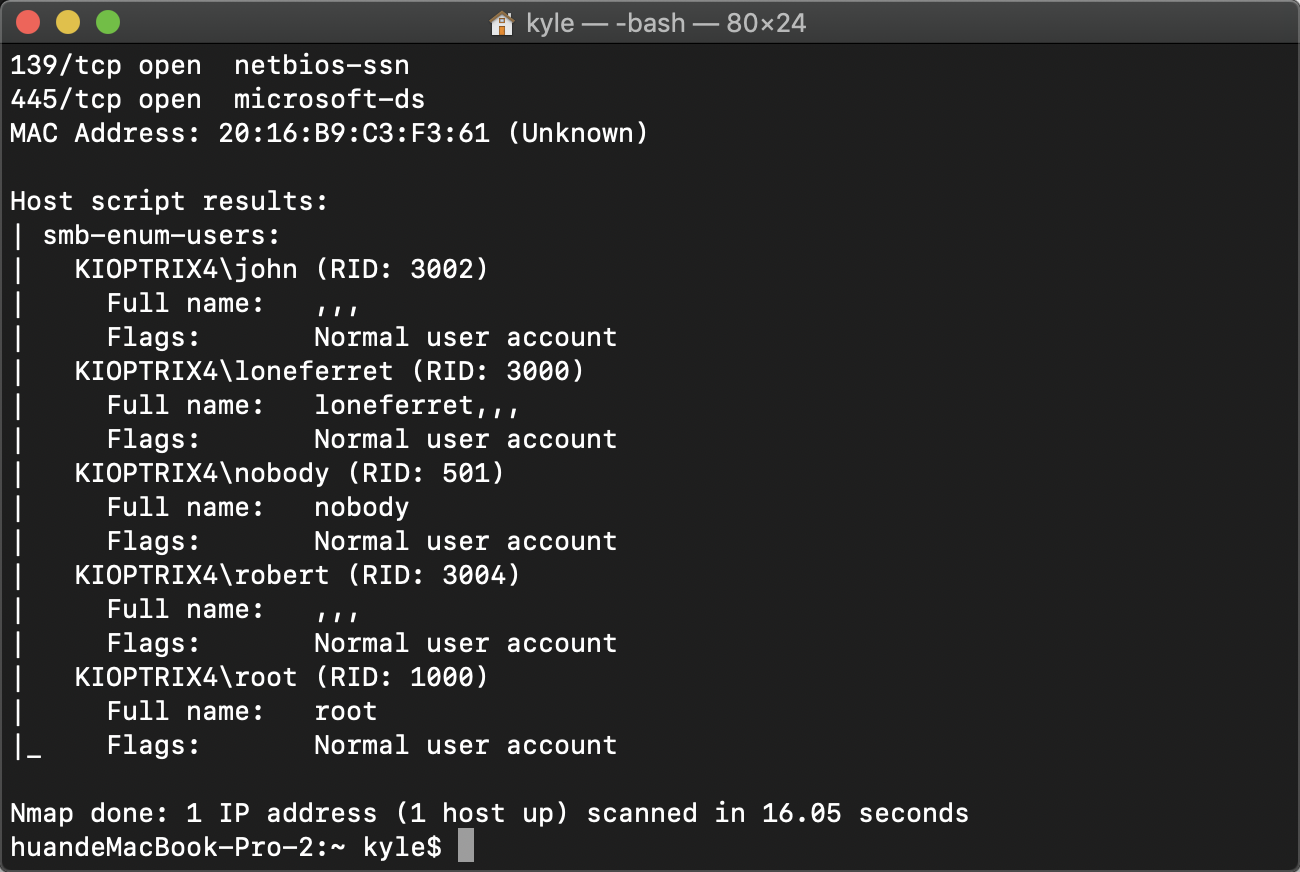 kyle — -bash — 80×24
139/tcp open  netbios-ssn
445/tcp open  microsoft-ds
MAC Address: 20:16:B9:C3:F3:61 (Unknown)

Host script results:
| smb-enum-users:
|   KIOPTRIX4\john (RID: 3002)
|     Full name:   ,,,
|     Flags:       Normal user account
|   KIOPTRIX4\loneferret (RID: 3000)
|     Full name:   loneferret,,,
|     Flags:       Normal user account
|   KIOPTRIX4\nobody (RID: 501)
|     Full name:   nobody
|     Flags:       Normal user account
|   KIOPTRIX4\robert (RID: 3004)
|     Full name:   ,,,
|     Flags:       Normal user account
|   KIOPTRIX4\root (RID: 1000)
|     Full name:   root
|_    Flags:       Normal user account

Nmap done: 1 IP address (1 host up) scanned in 16.05 seconds
huandeMacBook-Pro-2:~ kyle$